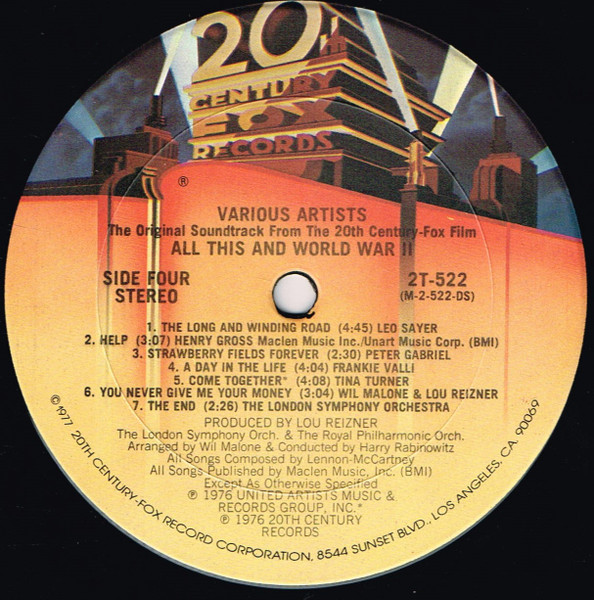 20
CENTURY
FOX
RECORDS
®
VARIOUS ARTISTS
The Original Soundtrack From The 20th Century-Fox Film
ALL THIS AND WORLD WAR II
SIDE FOUR
STEREO
2T-522
(M-2-522-DS)
1. THE LONG AND WINDING ROAD (4:45) LEO SAYER
2. HELP (3:07) HENRY GROSS Maclen Music Inc./Unart Music Corp. (BMI)
3. STRAWBERRY FIELDS FOREVER (2:30) PETER GABRIEL
4. A DAY IN THE LIFE (4:04) FRANKIE VALLI
5. COME TOGETHER* (4:08) TINA TURNER
6. YOU NEVER GIVE ME YOUR MONEY (3:04) WIL MALONE & LOU REIZNER
7. THE END (2:26) THE LONDON SYMPHONY ORCHESTRA
PRODUCED BY LOU REIZNER
The London Symphony Orch. & The Royal Philharmonic Orch.
Arranged by Wil Malone & Conducted by Harry Rabinowitz
All Songs Composed by Lennon-McCartney
All Songs Published by Maclen Music, Inc. (BMI)
Except As Otherwise Specified
℗ 1976 UNITED ARTISTS MUSIC &
RECORDS GROUP, INC.*
℗ 1976 20TH CENTURY
RECORDS
© 1977 20TH CENTURY-FOX RECORD CORPORATION, 8544 SUNSET BLVD., LOS ANGELES, CA. 90069